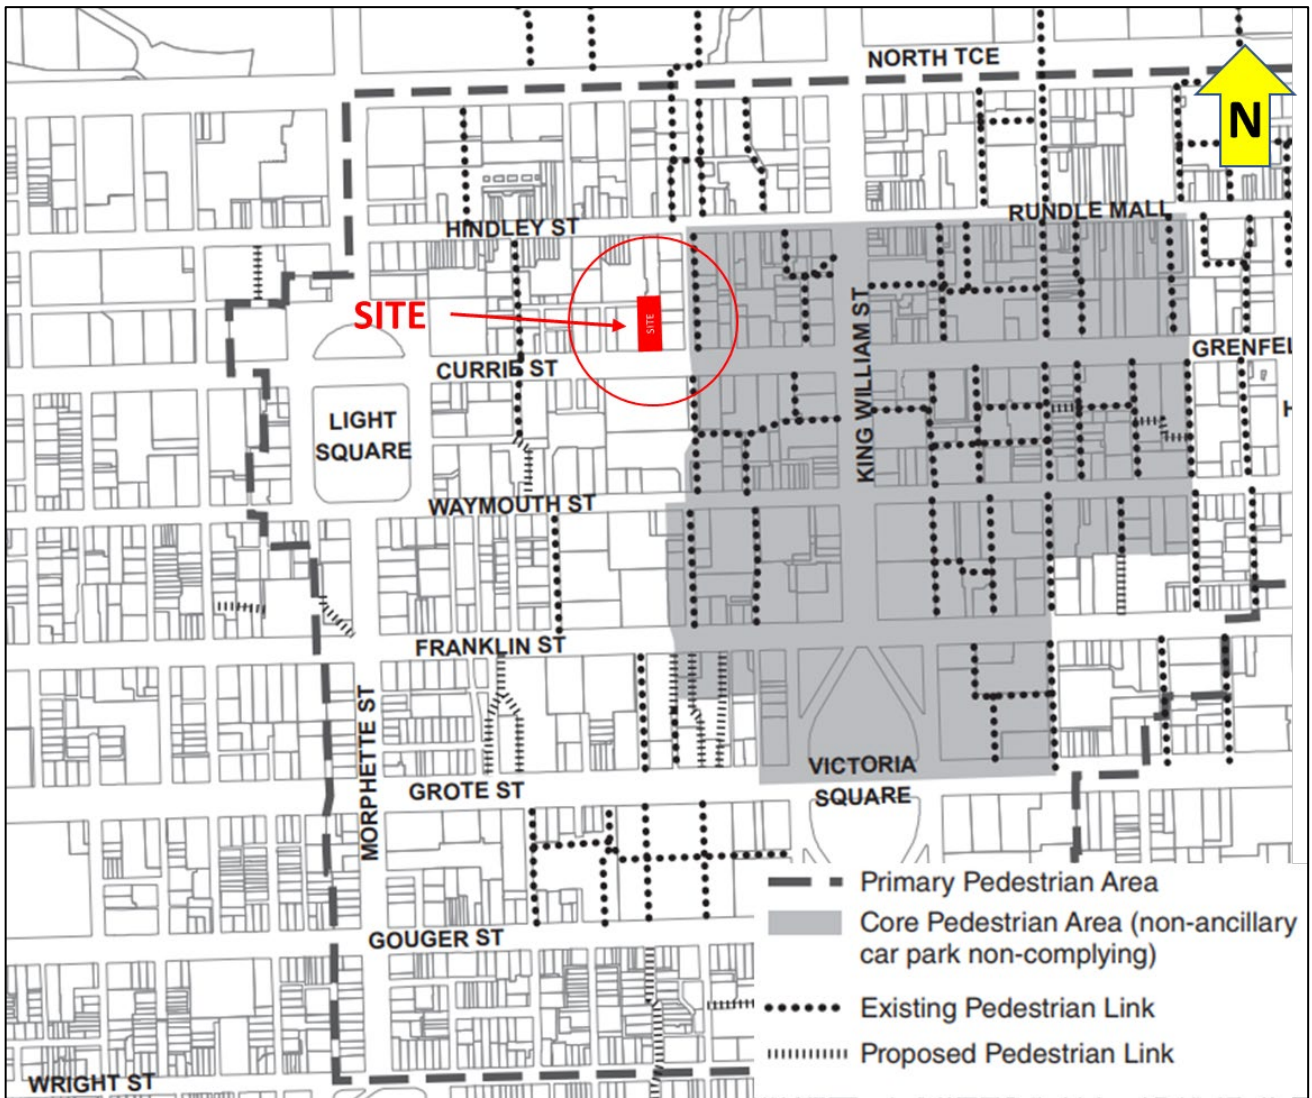 NORTH TCE
N
RUNDLE MALL
HINDLEY ST
SITE
SITE
KING WILLIAM ST
GRENFEL
CURRIE ST
H
LIGHT
SQUARE
WAYMOUTH ST
FRANKLIN ST
MORPHETTE ST
VICTORIA
SQUARE
GROTE ST
Primary Pedestrian Area
Core Pedestrian Area (non-ancillary
car park non-complying)
GOUGER ST
Existing Pedestrian Link
Proposed Pedestrian Link
WRIGHT ST